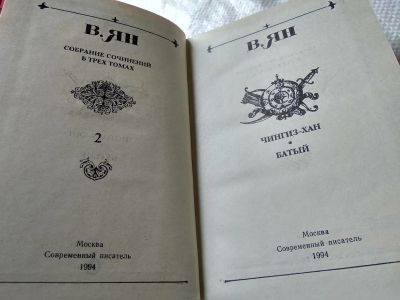 В. ЯН
СОБРАНИЕ СОЧИНЕНИЙ
В ТРЕХ ТОМАХ
2
Москва
Современный писатель
1994
В. ЯН
ЧИНГИЗ-ХАН
•
БАТЫЙ
Москва
Современный писатель
1994